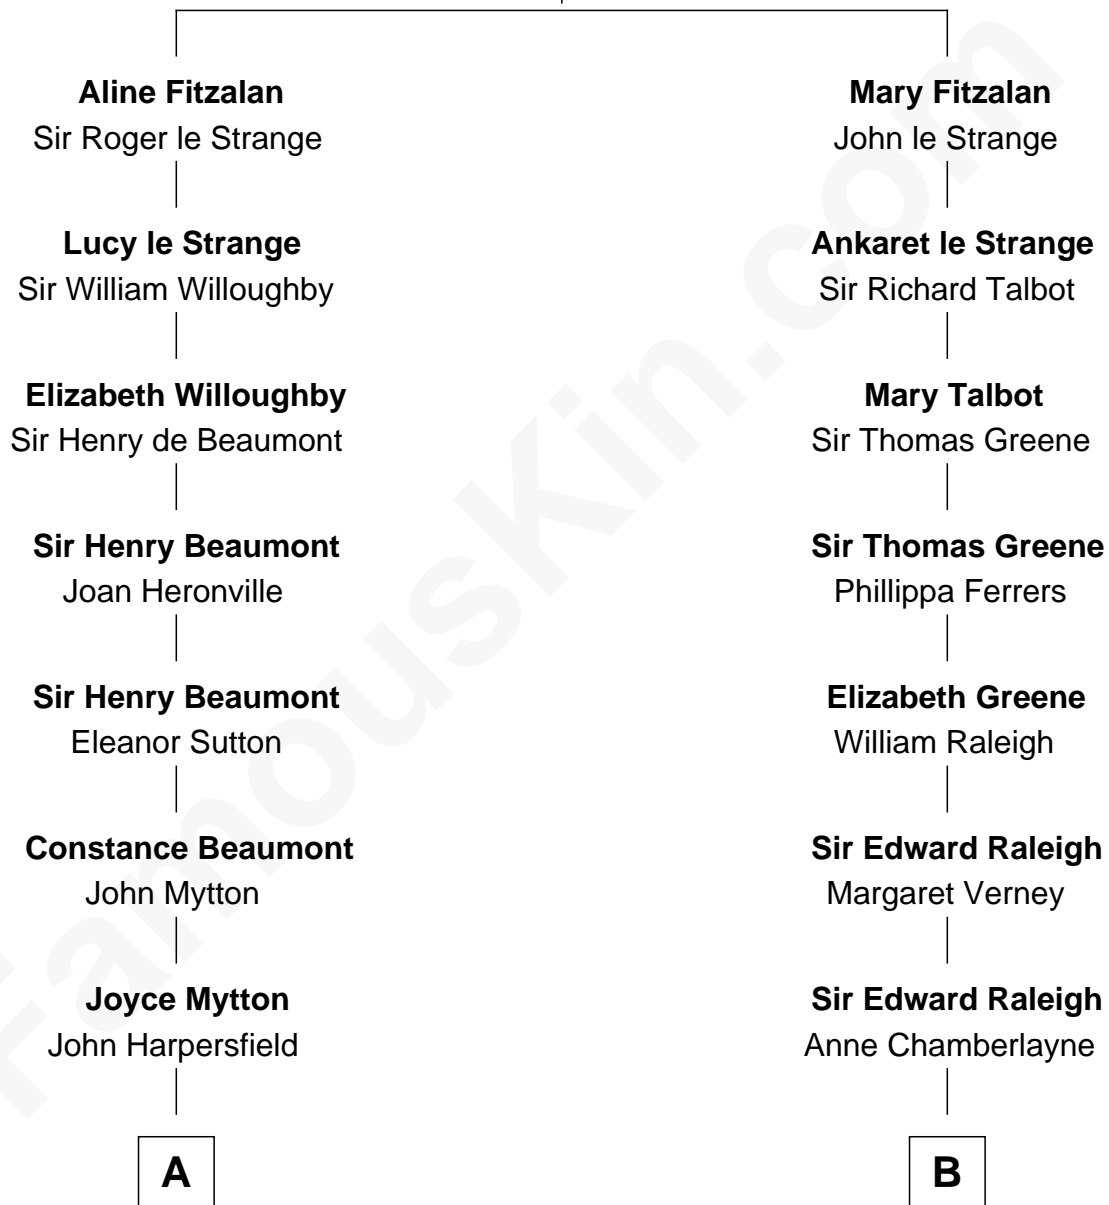 Aline Fitzalan
Sir Roger le Strange
Lucy le Strange
Sir William Willoughby
Elizabeth Willoughby
Sir Henry de Beaumont
Sir Henry Beaumont
Joan Heronville
Sir Henry Beaumont
Eleanor Sutton
Constance Beaumont
John Mytton
Joyce Mytton
John Harpersfield
A
Mary Fitzalan
John le Strange
Ankaret le Strange
Sir Richard Talbot
Mary Talbot
Sir Thomas Greene
Sir Thomas Greene
Phillippa Ferrers
Elizabeth Greene
William Raleigh
Sir Edward Raleigh
Margaret Verney
Sir Edward Raleigh
Anne Chamberlayne
B
FamousKin.com